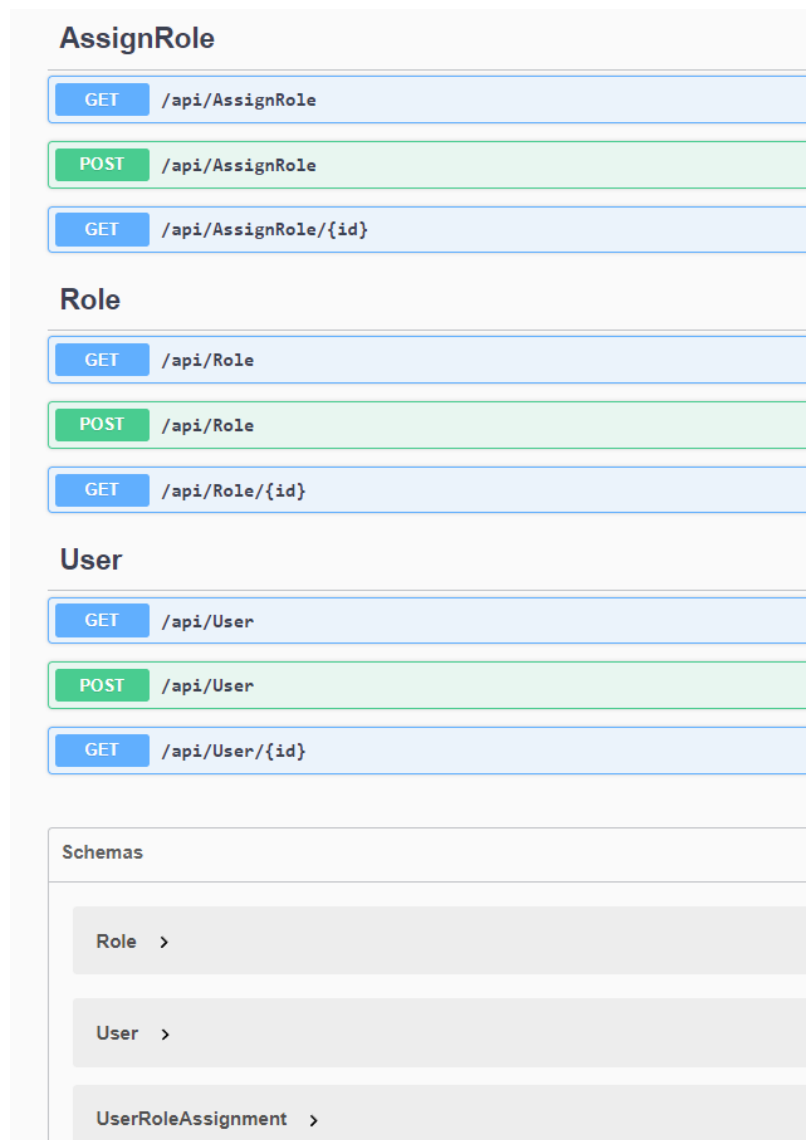 AssignRole
GET /api/AssignRole
POST /api/AssignRole
GET /api/AssignRole/{id}
Role
GET /api/Role
POST /api/Role
GET /api/Role/{id}
User
GET /api/User
POST /api/User
GET /api/User/{id}
Schemas
Role
User
UserRoleAssignment